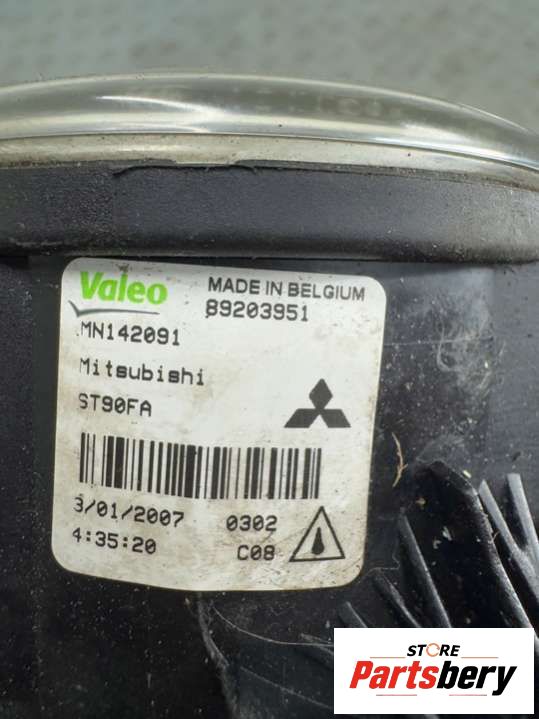 Valeo MADE IN BELGIUM
89203951
MN142091
Mitsubishi
ST90FA
3/01/2007 0302
4:35:20 C08
STORE
Partsbery